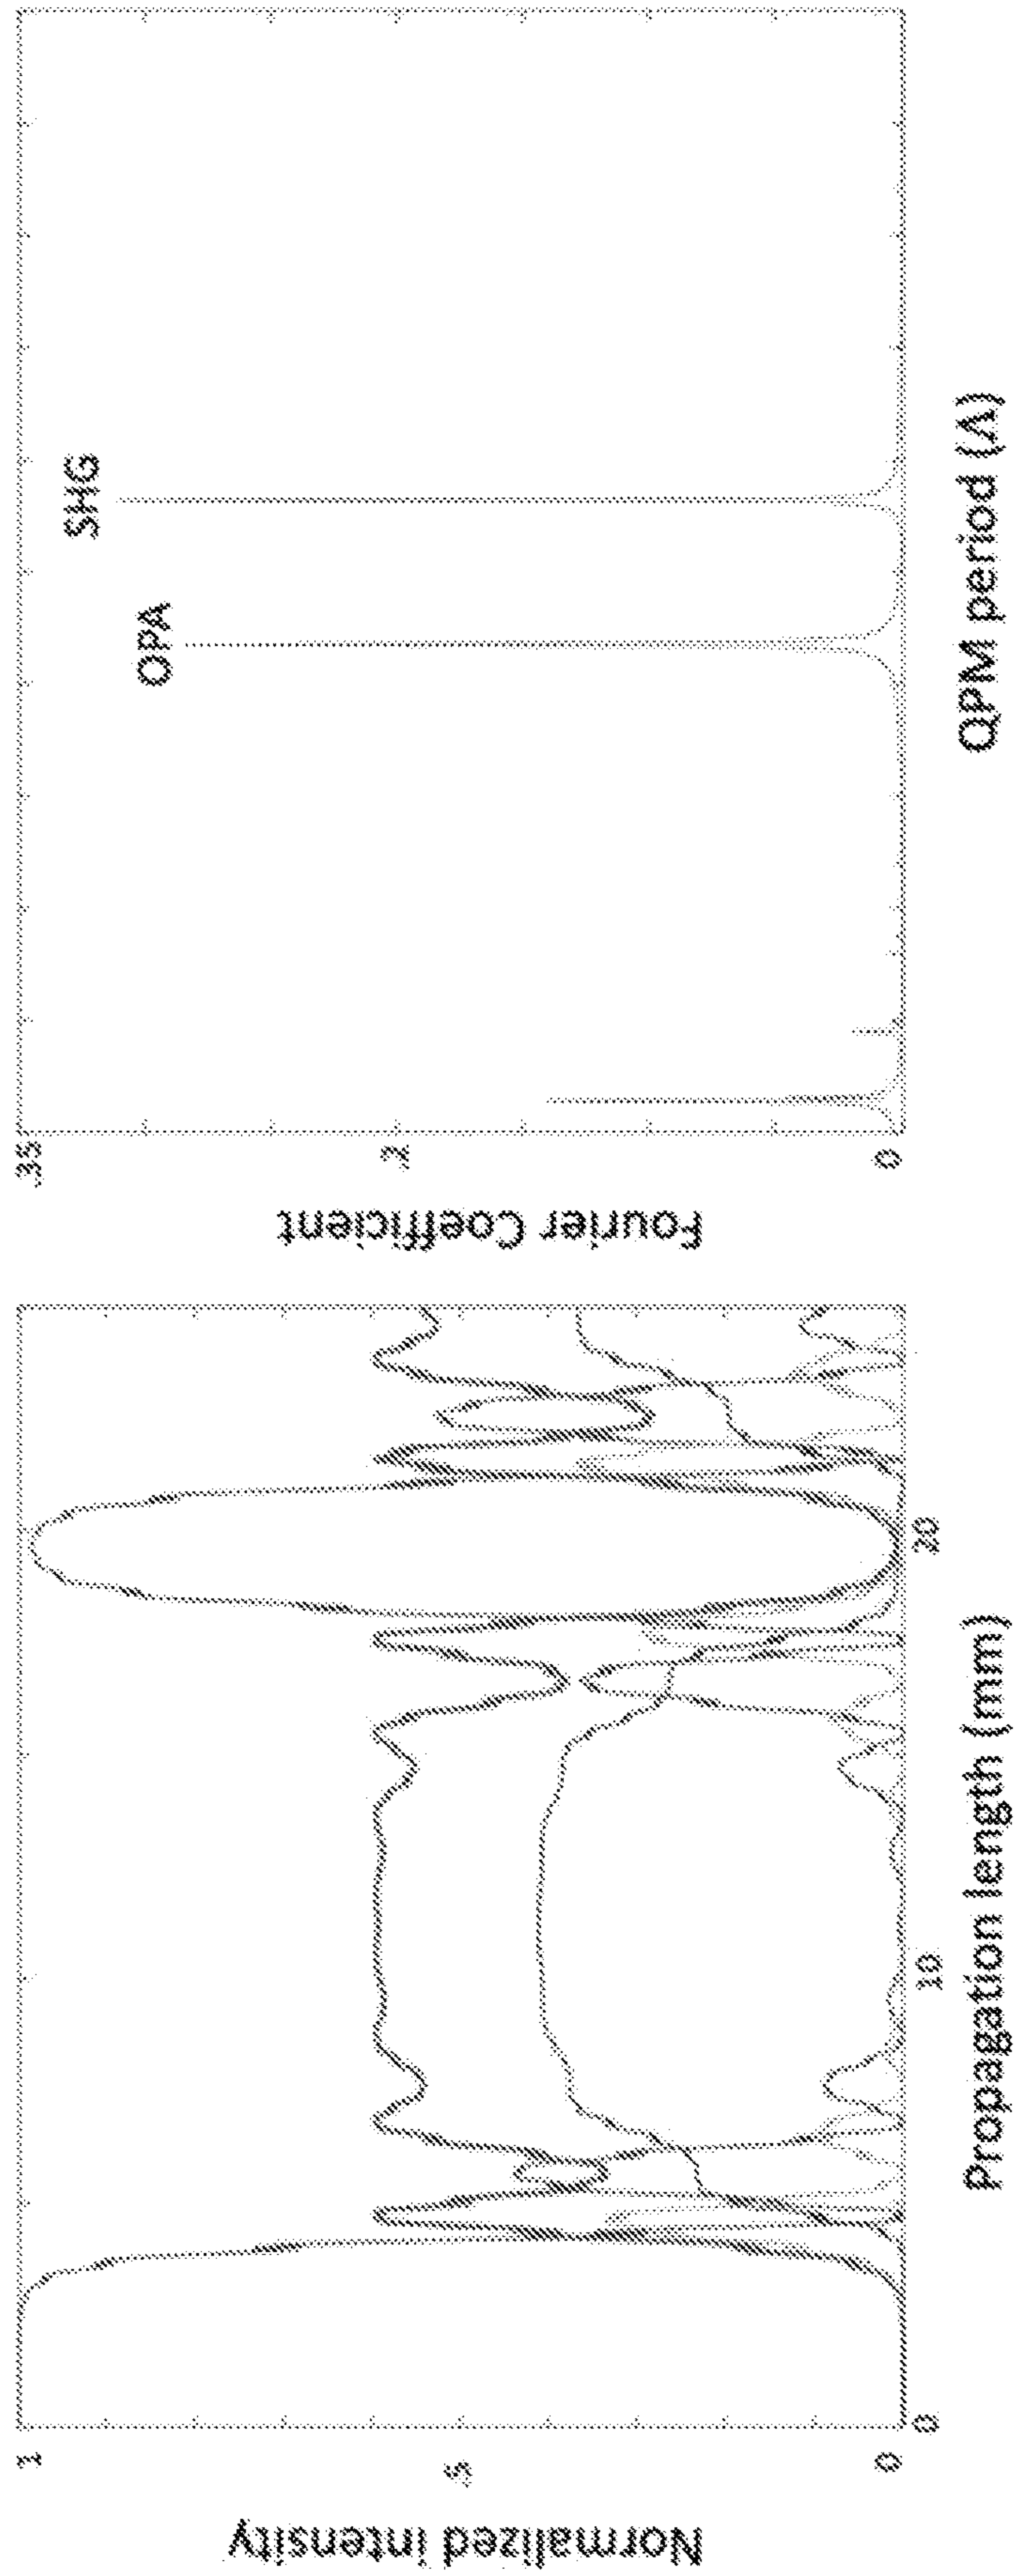 Normalized intensity
1
.5
0
0
10
20
Propagation length (mm)
Fourier Coefficient
.35
.2
0
OPA
SHG
QPM period (Λ)